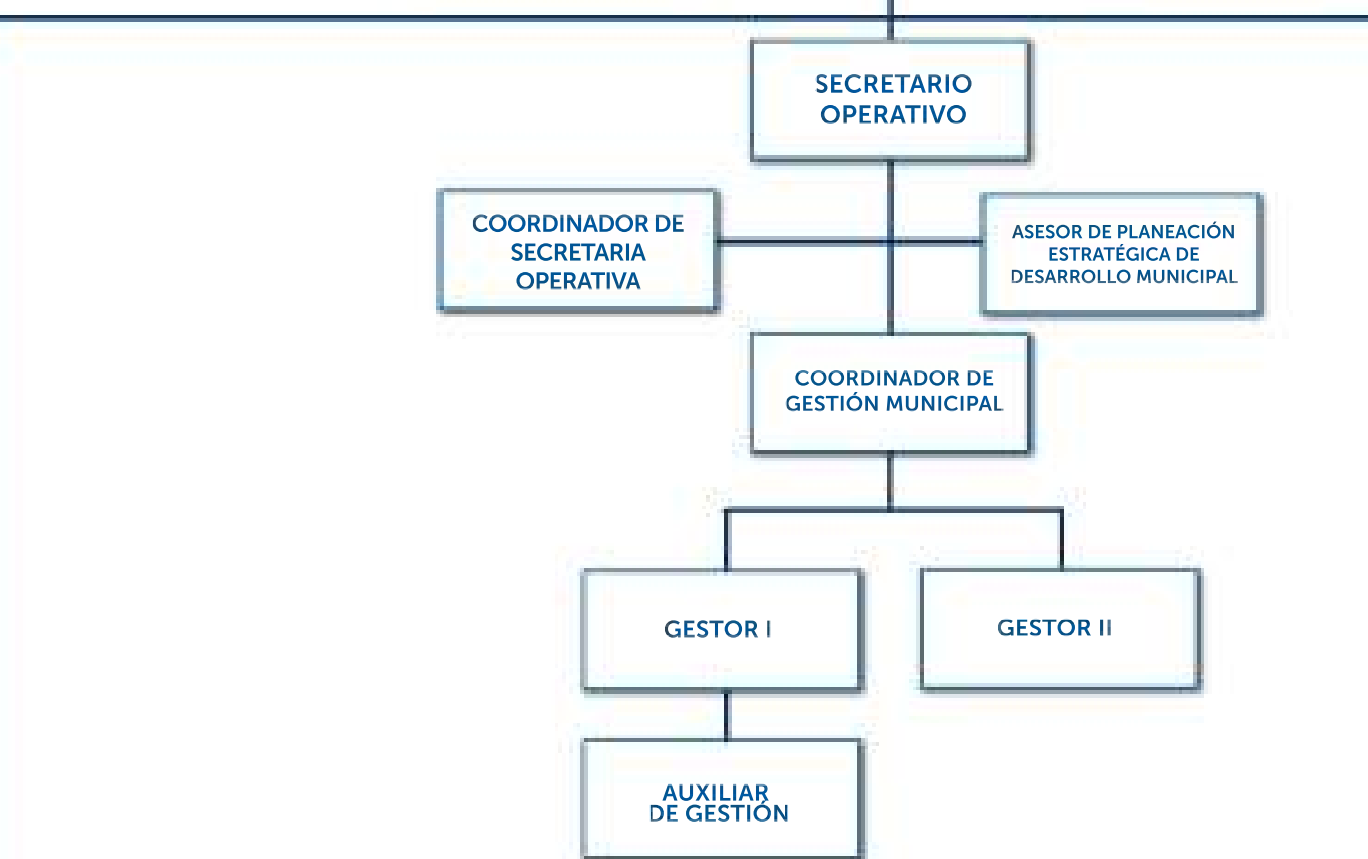 SECRETARIO
OPERATIVO
COORDINADOR DE
SECRETARIA
OPERATIVA
ASESOR DE PLANEACIÓN
ESTRATÉGICA DE
DESARROLLO MUNICIPAL
COORDINADOR DE
GESTIÓN MUNICIPAL
GESTOR I
GESTOR II
AUXILIAR
DE GESTIÓN